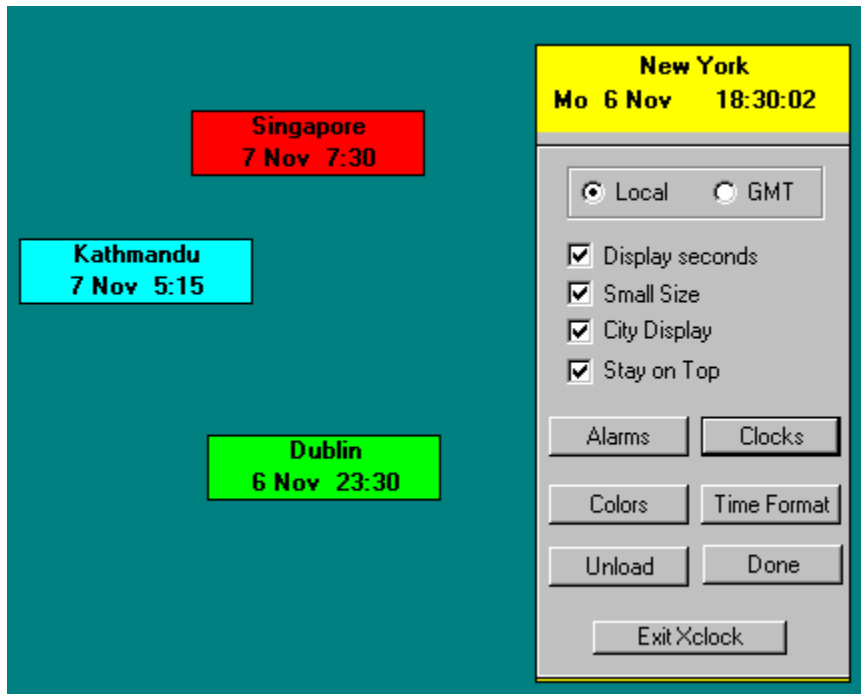 New York
Mo 6 Nov 18:30:02
Singapore
7 Nov 7:30
Kathmandu
7 Nov 5:15
Dublin
6 Nov 23:30
Local GMT
Display seconds
Small Size
City Display
Stay on Top
Alarms Clocks
Colors Time Format
Unload Done
Exit Xclock